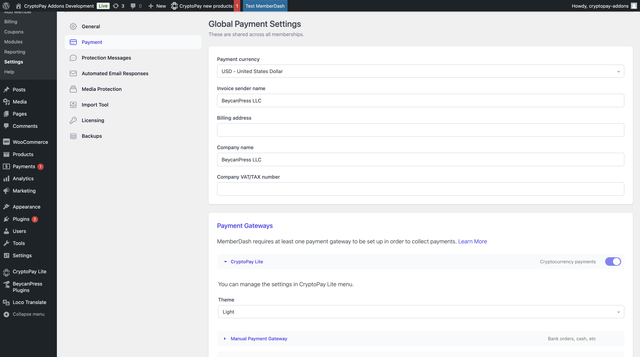 CryptoPay Addons Development
Live
3
0
New
CryptoPay new products
1
Test MemberDash
Howdy, cryptopay-addons
Add Member
Billing
Coupons
Modules
Reporting
Settings
Help
Posts
Media
Pages
Comments
WooCommerce
Products
Payments 1
Analytics
Marketing
Appearance
Plugins 2
Users
Tools
Settings
CryptoPay Lite
BeycanPress
Plugins
Loco Translate
Collapse menu
General
Payment
Protection Messages
Automated Email Responses
Media Protection
Import Tool
Licensing
Backups
Global Payment Settings
These are shared across all memberships.
Payment currency
USD - United States Dollar
Invoice sender name
BeycanPress LLC
Billing address
Company name
BeycanPress LLC
Company VAT/TAX number
Payment Gateways
MemberDash requires at least one payment gateway to be set up in order to collect payments. Learn More
CryptoPay Lite
Cryptocurrency payments
You can manage the settings in CryptoPay Lite menu.
Theme
Light
Manual Payment Gateway
Bank orders, cash, etc